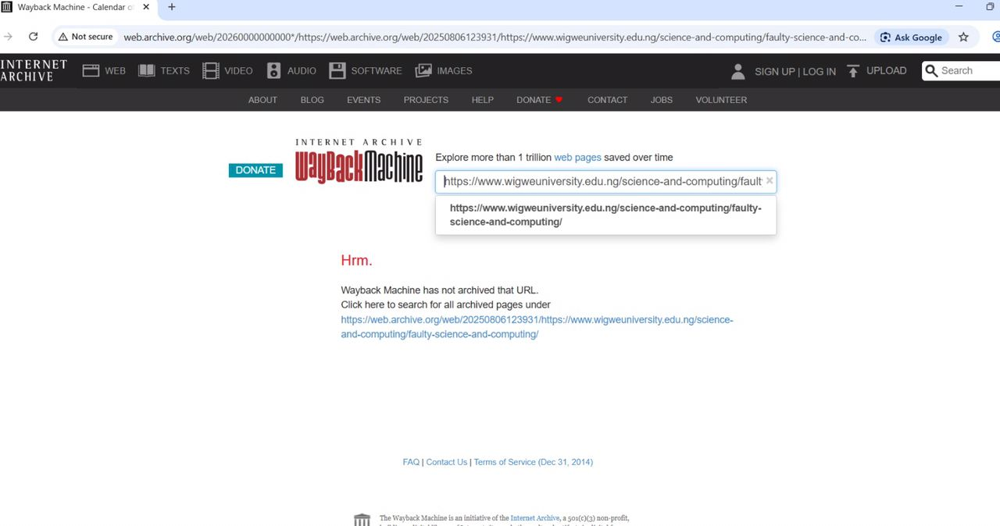 Wayback Machine - Calendar o
Not secure
web.archive.org/web/20260000000000*/https://web.archive.org/web/20250806123931/https://www.wigweuniversity.edu.ng/science-and-computing/faulty-science-and-co...
Ask Google
INTERNET
ARCHIVE
WEB
TEXTS
VIDEO
AUDIO
SOFTWARE
IMAGES
SIGN UP | LOG IN
UPLOAD
Search
ABOUT
BLOG
EVENTS
PROJECTS
HELP
DONATE
CONTACT
JOBS
VOLUNTEER
DONATE
INTERNET ARCHIVE
WayBackMachine
Explore more than 1 trillion web pages saved over time
https://www.wigweuniversity.edu.ng/science-and-computing/fault
https://www.wigweuniversity.edu.ng/science-and-computing/faulty-
science-and-computing/
Hrm.
Wayback Machine has not archived that URL.
Click here to search for all archived pages under
https://web.archive.org/web/20250806123931/https://www.wigweuniversity.edu.ng/science-
and-computing/faulty-science-and-computing/
FAQ | Contact Us | Terms of Service (Dec 31, 2014)
The Wayback Machine is an initiative of the Internet Archive, a 501(c)(3) non-profit,